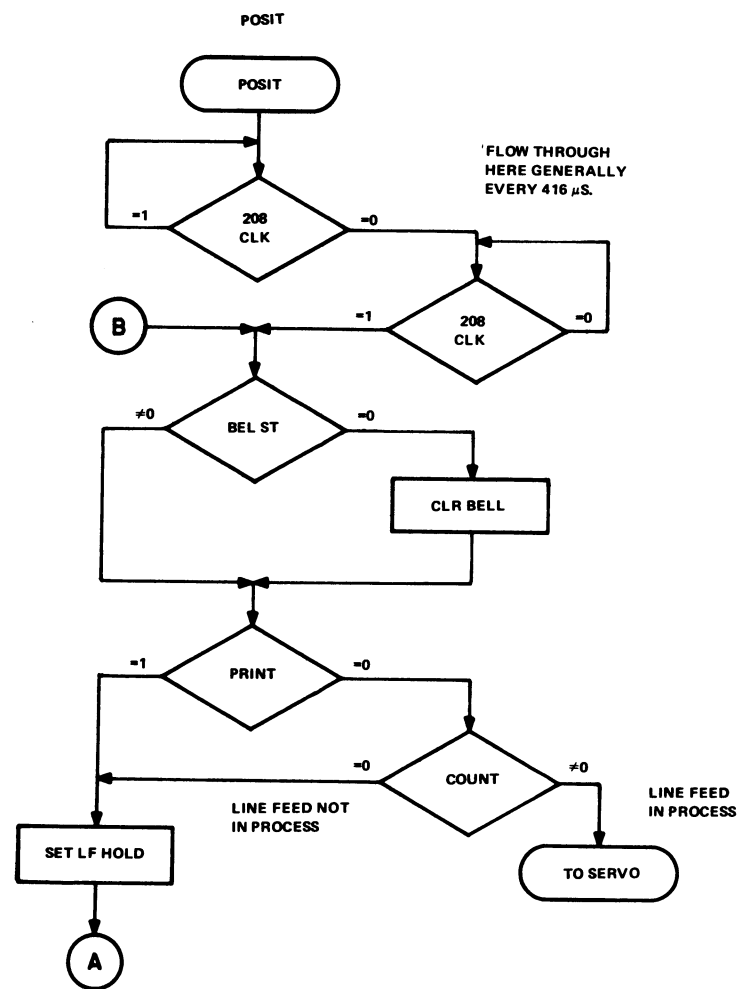 POSIT
POSIT
FLOW THROUGH
HERE GENERALLY
EVERY 416 μS.
=1
208
CLK
=0
B
=1
208
CLK
=0
≠0
BEL ST
=0
CLR BELL
=1
PRINT
=0
=0
COUNT
≠0
LINE FEED NOT
IN PROCESS
LINE FEED
IN PROCESS
SET LF HOLD
TO SERVO
A